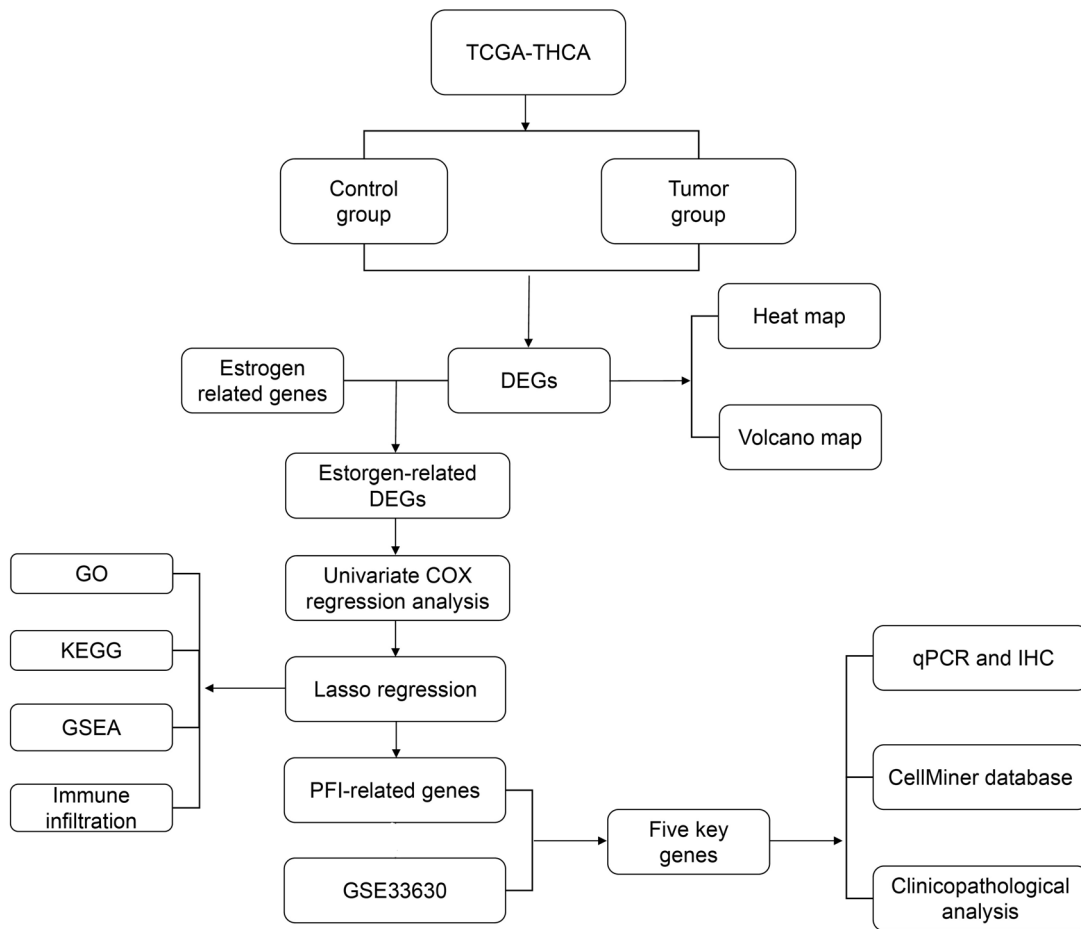 TCGA-THCA
Control
group
Tumor
group
Heat map
Estrogen
related genes
DEGs
Volcano map
Estorgen-related
DEGs
GO
Univariate COX
regression analysis
KEGG
qPCR and IHC
Lasso regression
GSEA
PFI-related genes
CellMiner database
Immune
infiltration
Five key
genes
GSE33630
Clinicopathological
analysis